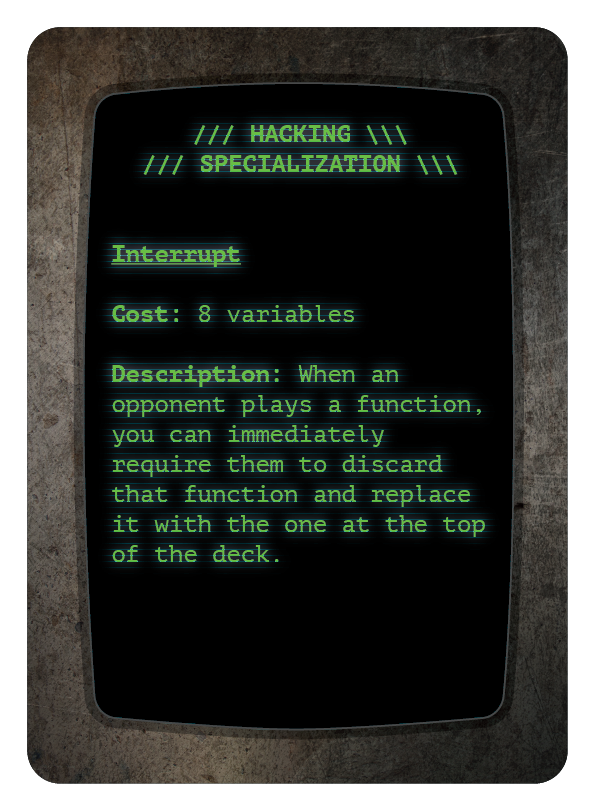 /// HACKING \\\
/// SPECIALIZATION \\\
Interrupt
Cost: 8 variables
Description: When an
opponent plays a function,
you can immediately
require them to discard
that function and replace
it with the one at the top
of the deck.